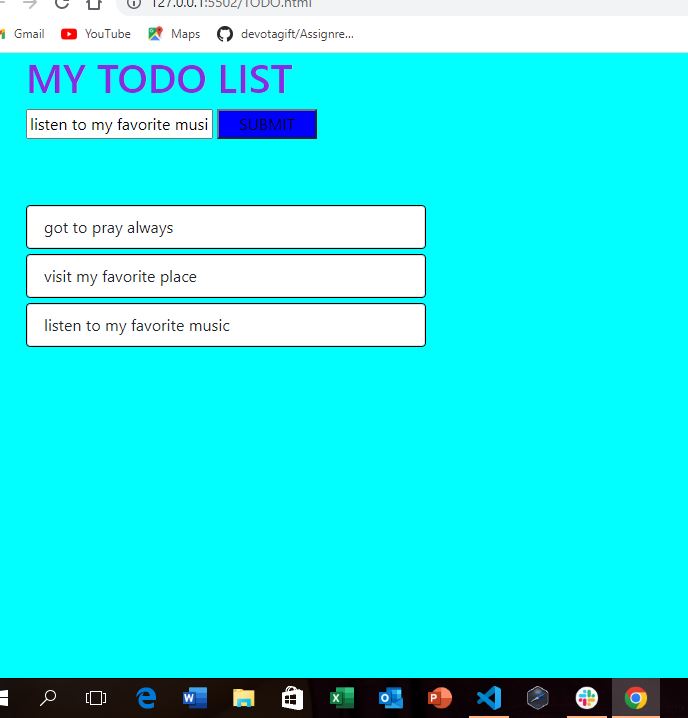 127.0.0.1:5502/TODO.html
Gmail YouTube Maps devotagift/Assignre...
MY TODO LIST
listen to my favorite musi SUBMIT
got to pray always
visit my favorite place
listen to my favorite music